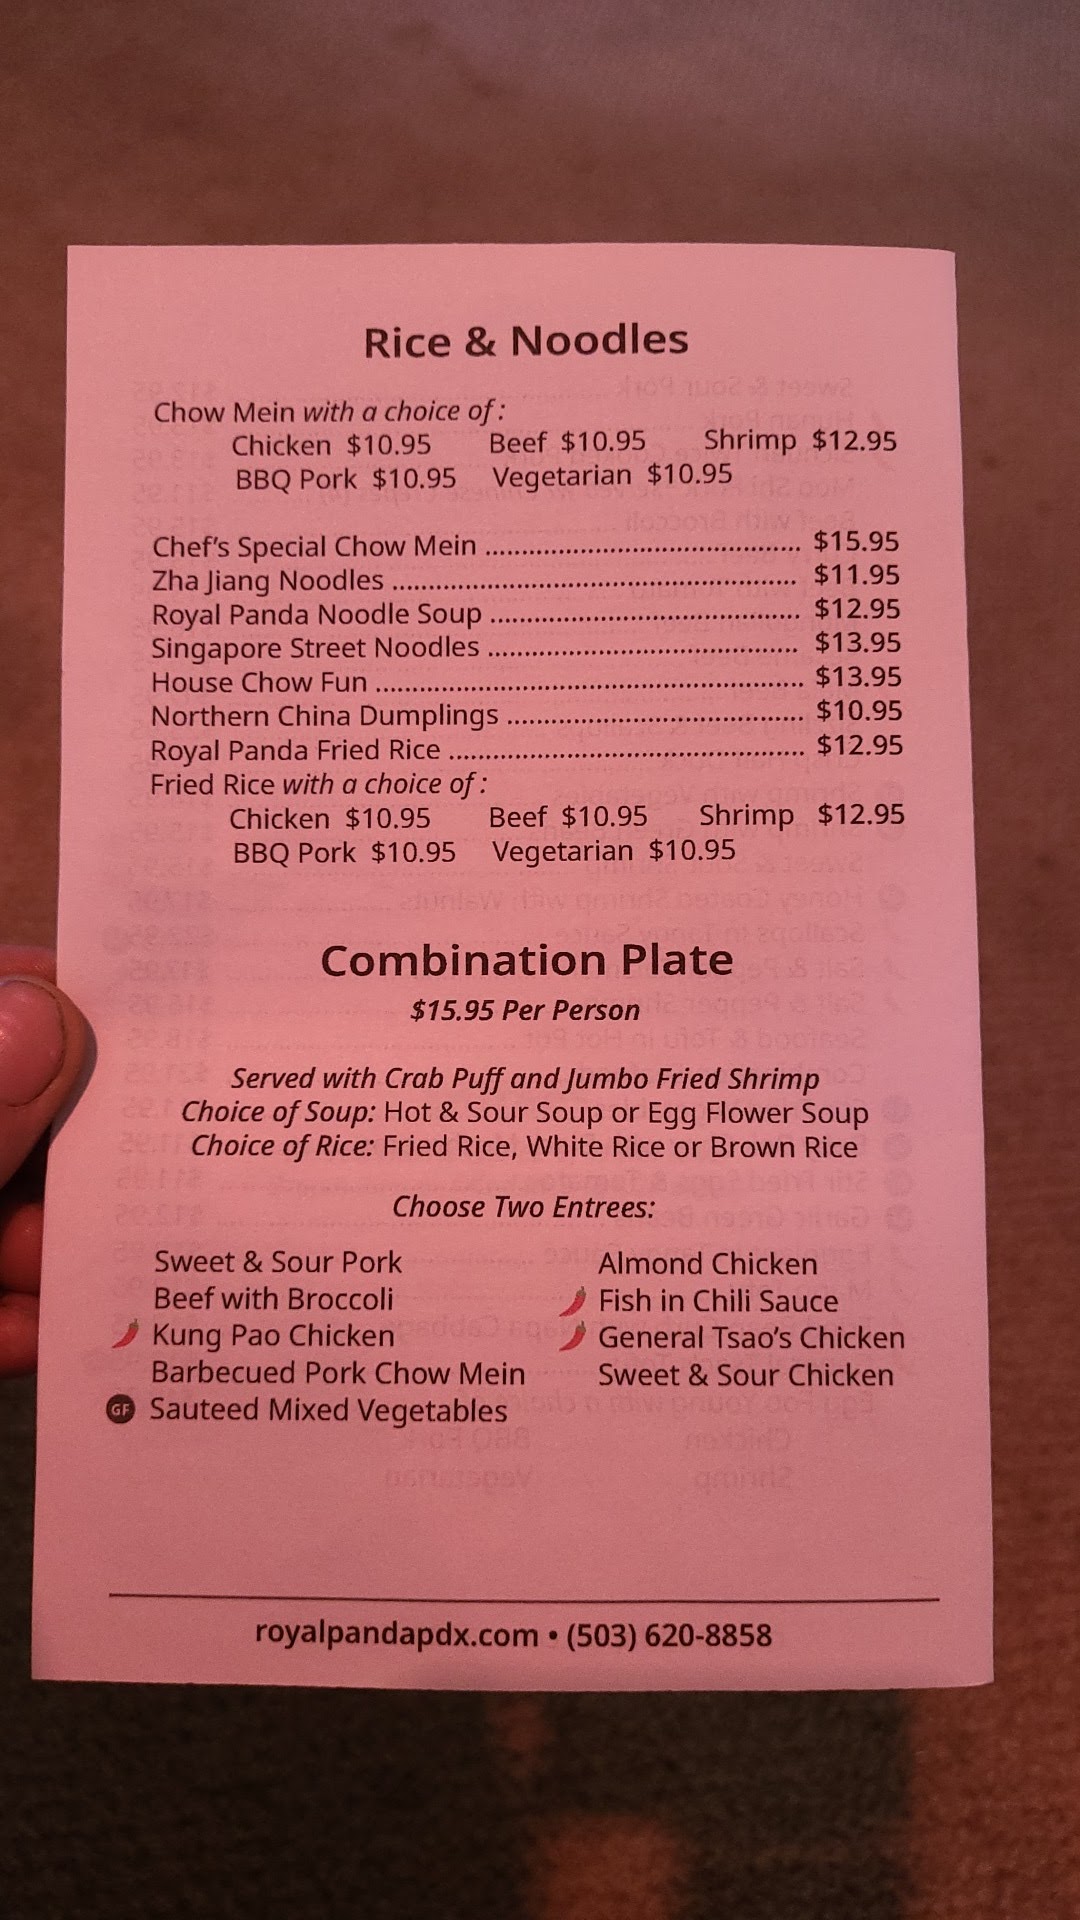 Rice & Noodles
Chow Mein with a choice of :
Chicken $10.95 Beef $10.95 Shrimp $12.95
BBQ Pork $10.95 Vegetarian $10.95
Chef's Special Chow Mein ........................................... $15.95
Zha Jiang Noodles ....................................................... $11.95
Royal Panda Noodle Soup .......................................... $12.95
Singapore Street Noodles .......................................... $13.95
House Chow Fun .......................................................... $13.95
Northern China Dumplings ........................................ $10.95
Royal Panda Fried Rice ................................................ $12.95
Fried Rice with a choice of :
Chicken $10.95 Beef $10.95 Shrimp $12.95
BBQ Pork $10.95 Vegetarian $10.95
Combination Plate
$15.95 Per Person
Served with Crab Puff and Jumbo Fried Shrimp
Choice of Soup: Hot & Sour Soup or Egg Flower Soup
Choice of Rice: Fried Rice, White Rice or Brown Rice
Choose Two Entrees:
Sweet & Sour Pork
Beef with Broccoli
Kung Pao Chicken
Barbecued Pork Chow Mein
GF Sauteed Mixed Vegetables
Almond Chicken
Fish in Chili Sauce
General Tsao's Chicken
Sweet & Sour Chicken
royalpandapdx.com • (503) 620-8858